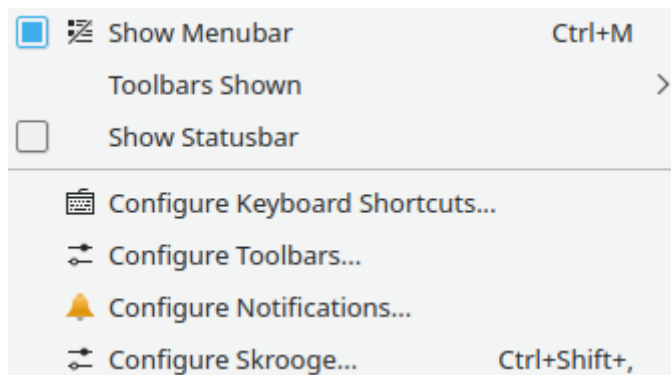 Show Menubar Ctrl+M
Toolbars Shown
Show Statusbar
Configure Keyboard Shortcuts...
Configure Toolbars...
Configure Notifications...
Configure Skrooge... Ctrl+Shift+,